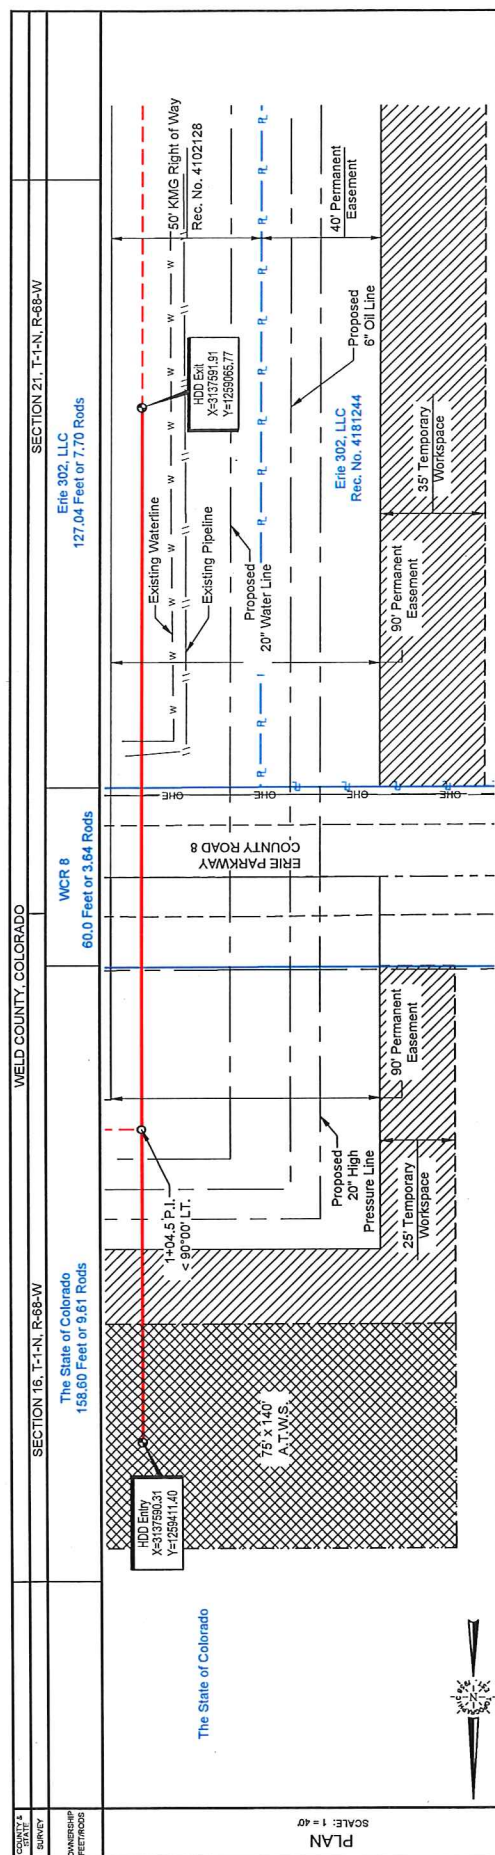 COUNTY &
STATE
WELD COUNTY, COLORADO
SURVEY
SECTION 16, T-1-N, R-68-W
SECTION 21, T-1-N, R-68-W
OWNERSHIP
FEET/RODS
The State of Colorado
158.60 Feet or 9.61 Rods
WCR 8
60.0 Feet or 3.64 Rods
Erie 302, LLC
127.04 Feet or 7.70 Rods
PLAN
SCALE: 1 = 40'
N
The State of Colorado
HDD Entry
X=3137590.31
Y=1259411.40
75' x 140'
A.T.W.S.
1+04.5 P.I.
< 90°00' LT.
Proposed
20" High
Pressure Line
25' Temporary
Workspace
90' Permanent
Easement
ERIE PARKWAY
COUNTY ROAD 8
OHE
OHE
OHE
OHE
Existing Waterline
Existing Pipeline
W W W W W W W W
Proposed
20" Water Line
90' Permanent
Easement
HDD Exit
X=3137591.91
Y=1259065.77
50' KMG Right of Way
Rec. No. 4102128
Erie 302, LLC
Rec. No. 4181244
Proposed
6" Oil Line
40' Permanent
Easement
35' Temporary
Workspace